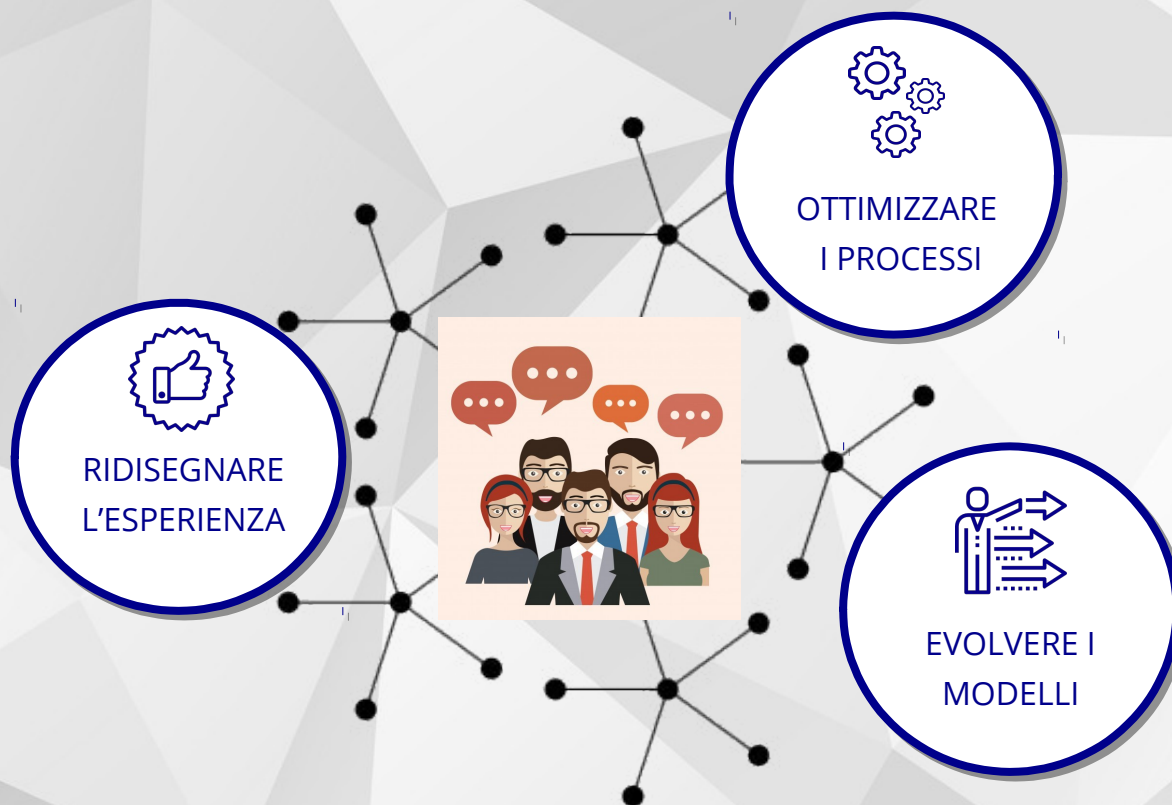 OTTIMIZZARE
I PROCESSI
RIDISEGNARE
L’ESPERIENZA
EVOLVERE I
MODELLI